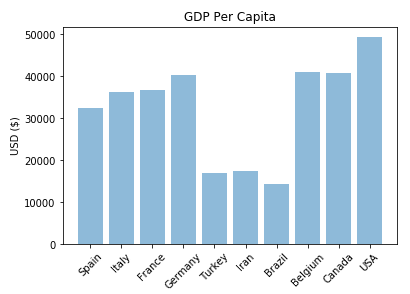 GDP Per Capita
USD ($)
50000
40000
30000
20000
10000
0
Spain
Italy
France
Germany
Turkey
Iran
Brazil
Belgium
Canada
USA